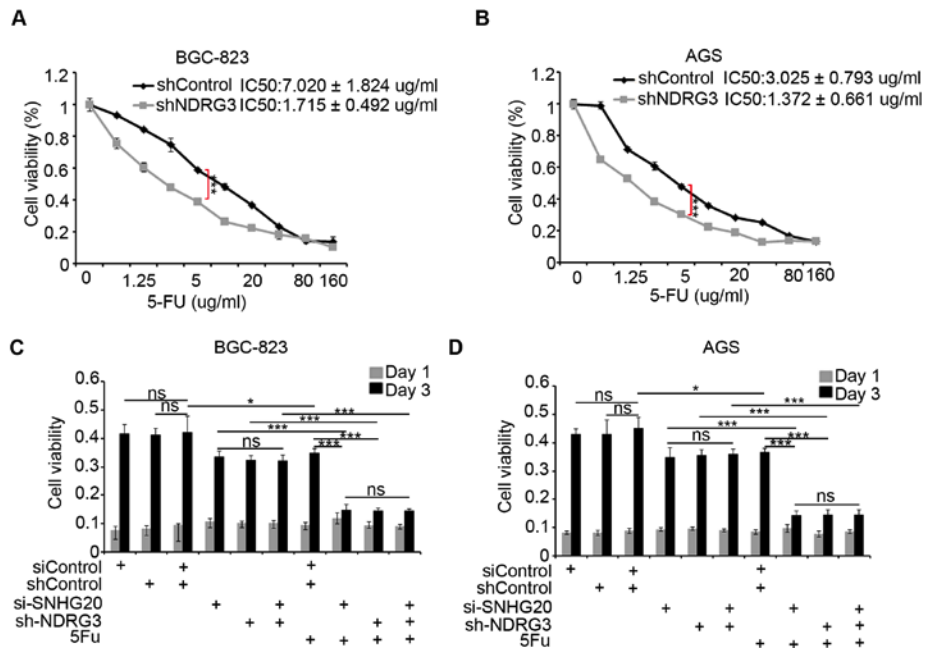 A
BGC-823
shControl IC50:7.020 ± 1.824 ug/ml
shNDRG3 IC50:1.715 ± 0.492 ug/ml
Cell viability (%)
1.2
1
0.8
0.6
0.4
0.2
0
***
0 1.25 5 20 80 160
5-FU (ug/ml)
B
AGS
shControl IC50:3.025 ± 0.793 ug/ml
shNDRG3 IC50:1.372 ± 0.661 ug/ml
Cell viability (%)
1.2
1
0.8
0.6
0.4
0.2
0
0 1.25 5 20 80 160
5-FU (ug/ml)
C
BGC-823
Day 1
Day 3
Cell viability
0.6
0.5
0.4
0.3
0.2
0.1
0
ns
ns
*
***
***
***
ns
***
***
ns
siControl + + +
shControl + + +
si-SNHG20 + + + +
sh-NDRG3 + + + +
5Fu + + + +
D
AGS
Day 1
Day 3
Cell viability
0.6
0.5
0.4
0.3
0.2
0.1
0
ns
ns
*
***
***
***
ns
***
***
ns
siControl + + +
shControl + + +
si-SNHG20 + + + +
sh-NDRG3 + + + +
5Fu + + + +